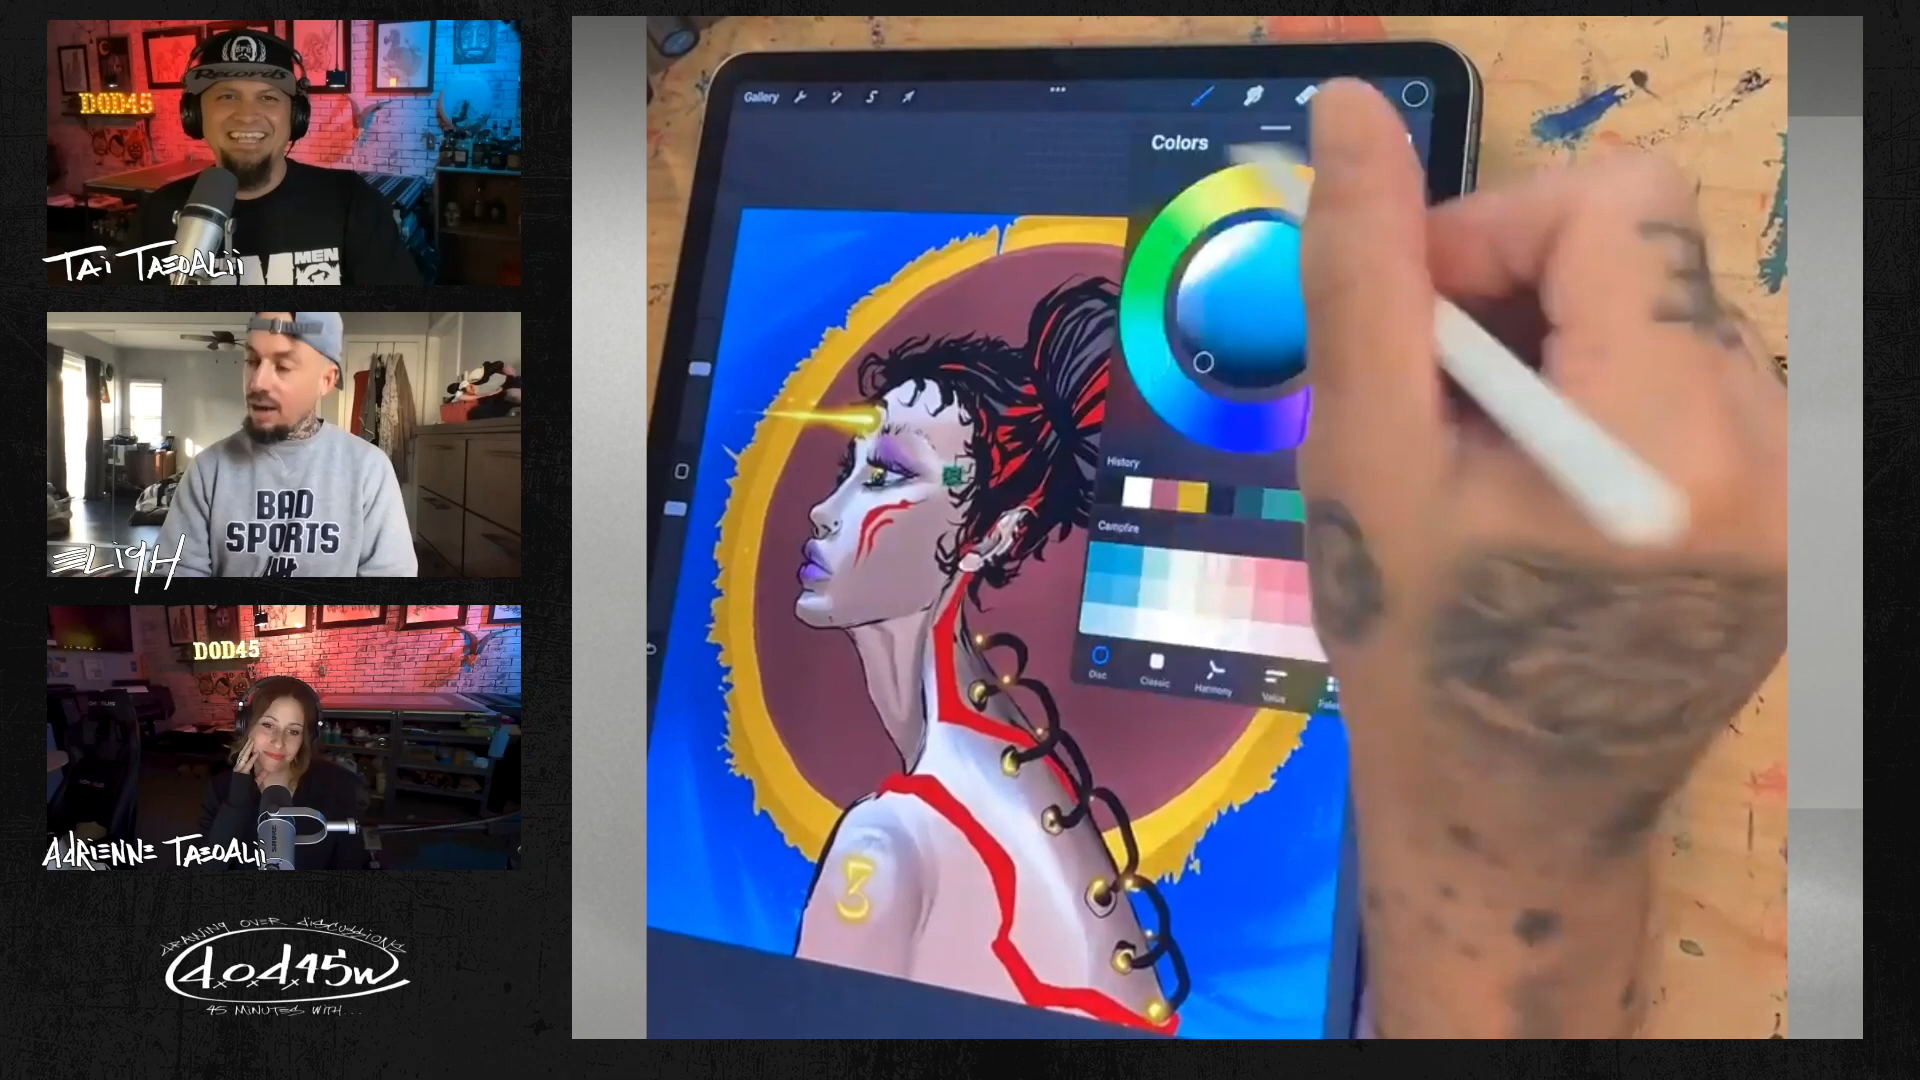 DOD45
Records
MEN
TAi TAEOALii
BAD
SPORTS
ELigH
DOD45
AdRiENNE TAEOALii
dRAWiNG OVER discussions
d.o.d.45w
45 MiNUTES WiTH...
Gallery
Colors
History
Campfire
Disc
Classic
Harmony
Value
3